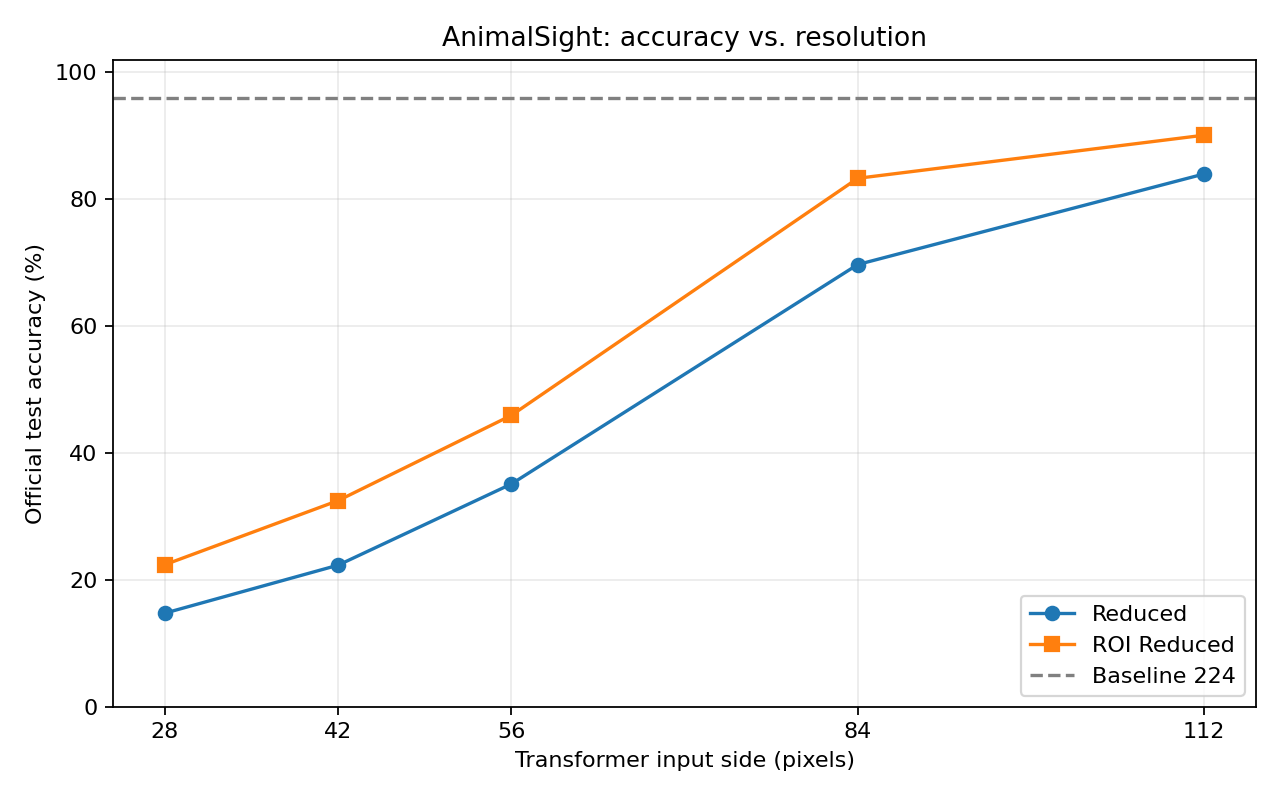 AnimalSight: accuracy vs. resolution
Official test accuracy (%)
100
80
60
40
20
0
28 42 56 84 112
Transformer input side (pixels)
Reduced
ROI Reduced
Baseline 224